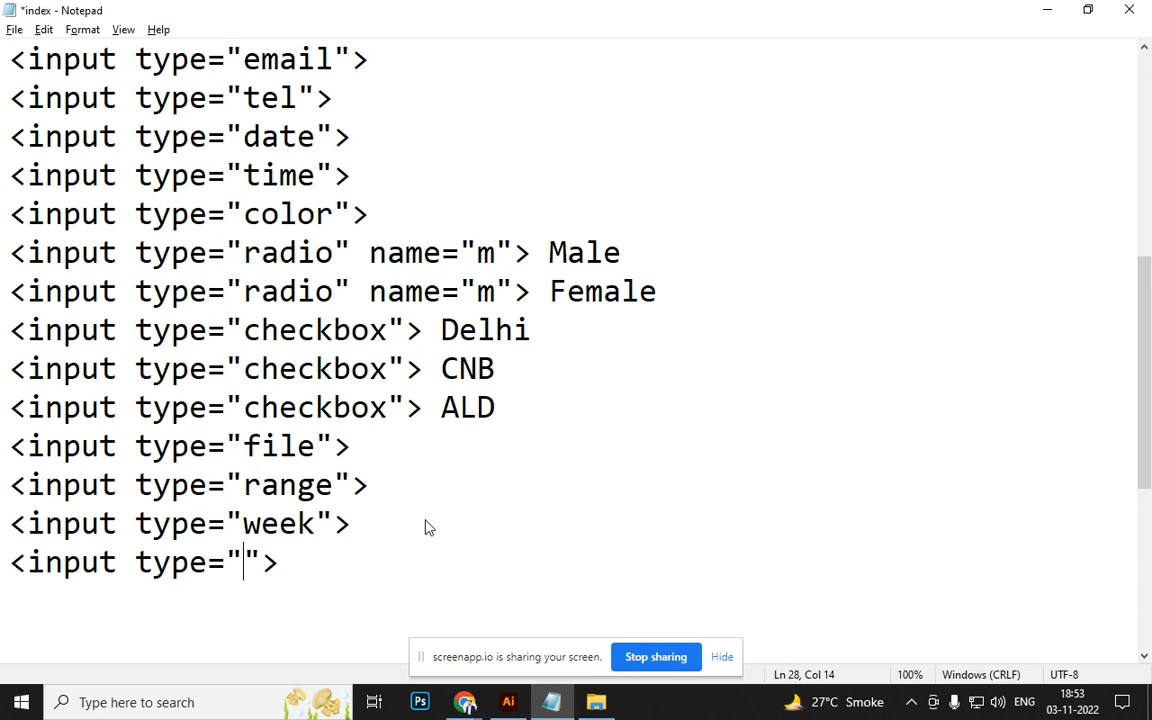 *index - Notepad
File Edit Format View Help
<input type="email">
<input type="tel">
<input type="date">
<input type="time">
<input type="color">
<input type="radio" name="m"> Male
<input type="radio" name="m"> Female
<input type="checkbox"> Delhi
<input type="checkbox"> CNB
<input type="checkbox"> ALD
<input type="file">
<input type="range">
<input type="week">
<input type="">
screenapp.io is sharing your screen. Stop sharing Hide
Ln 28, Col 14 100% Windows (CRLF) UTF-8
Type here to search Ps Ai 27°C Smoke ENG 18:53
03-11-2022